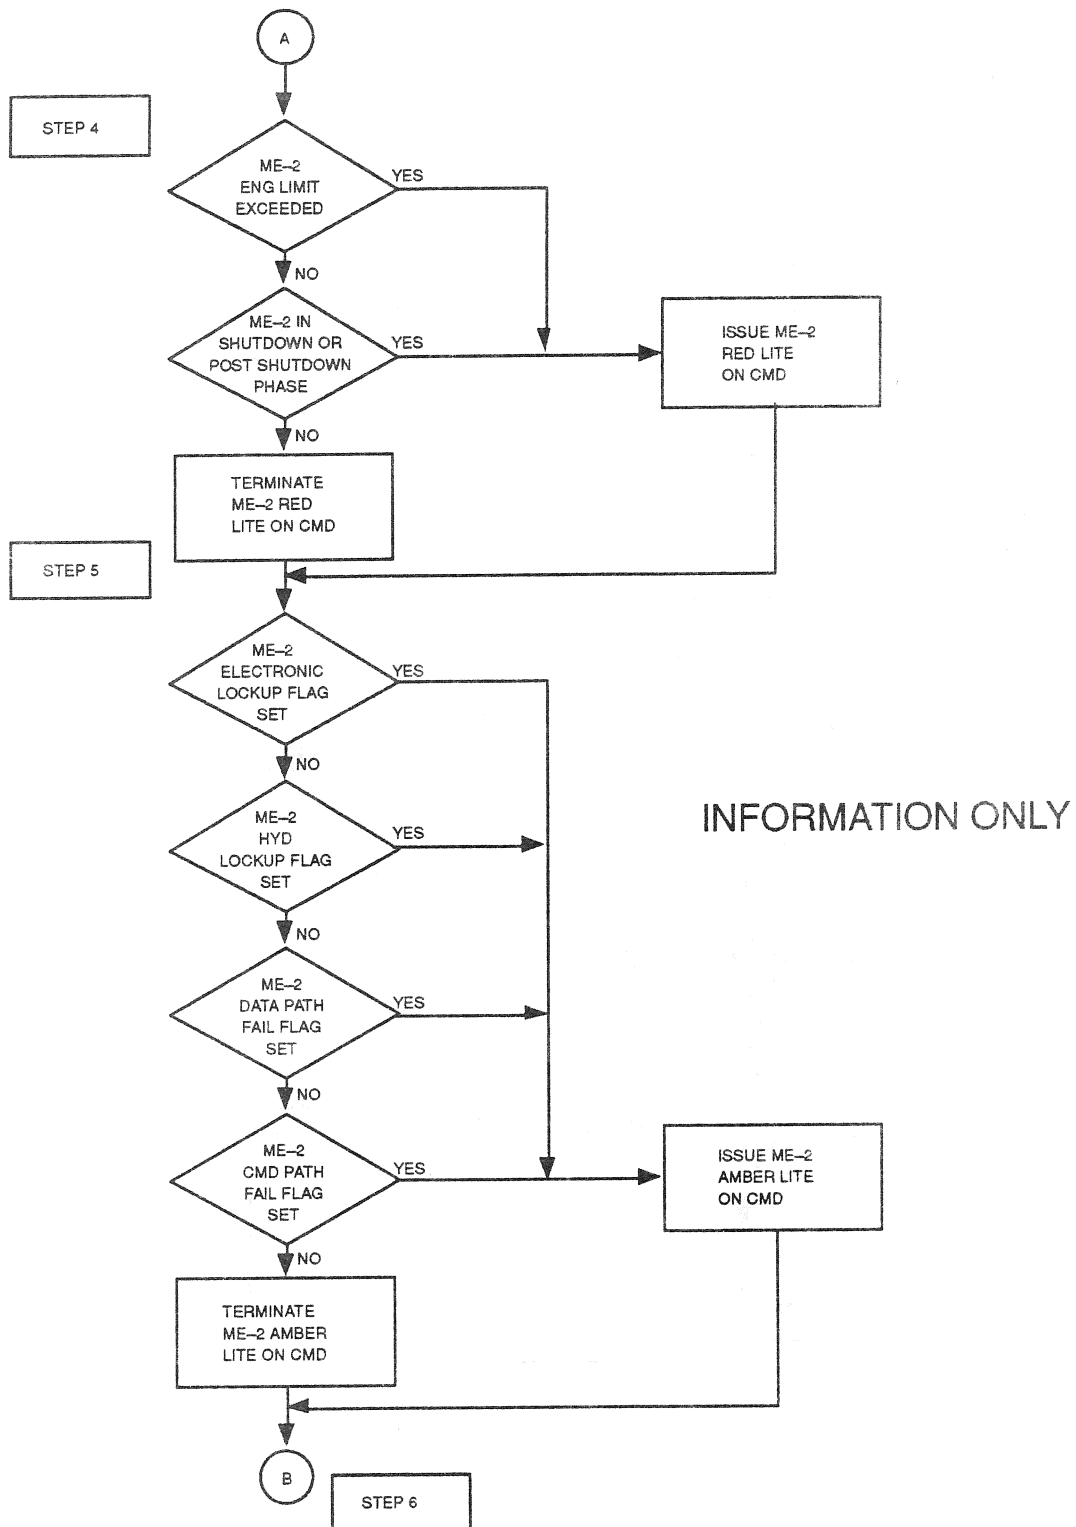 A
STEP 4
ME–2
ENG LIMIT
EXCEEDED
YES
NO
ME–2 IN
SHUTDOWN OR
POST SHUTDOWN
PHASE
YES
ISSUE ME–2
RED LITE
ON CMD
NO
TERMINATE
ME–2 RED
LITE ON CMD
STEP 5
ME–2
ELECTRONIC
LOCKUP FLAG
SET
YES
NO
ME–2
HYD
LOCKUP FLAG
SET
YES
INFORMATION ONLY
NO
ME–2
DATA PATH
FAIL FLAG
SET
YES
NO
ME–2
CMD PATH
FAIL FLAG
SET
YES
ISSUE ME–2
AMBER LITE
ON CMD
NO
TERMINATE
ME–2 AMBER
LITE ON CMD
B
STEP 6